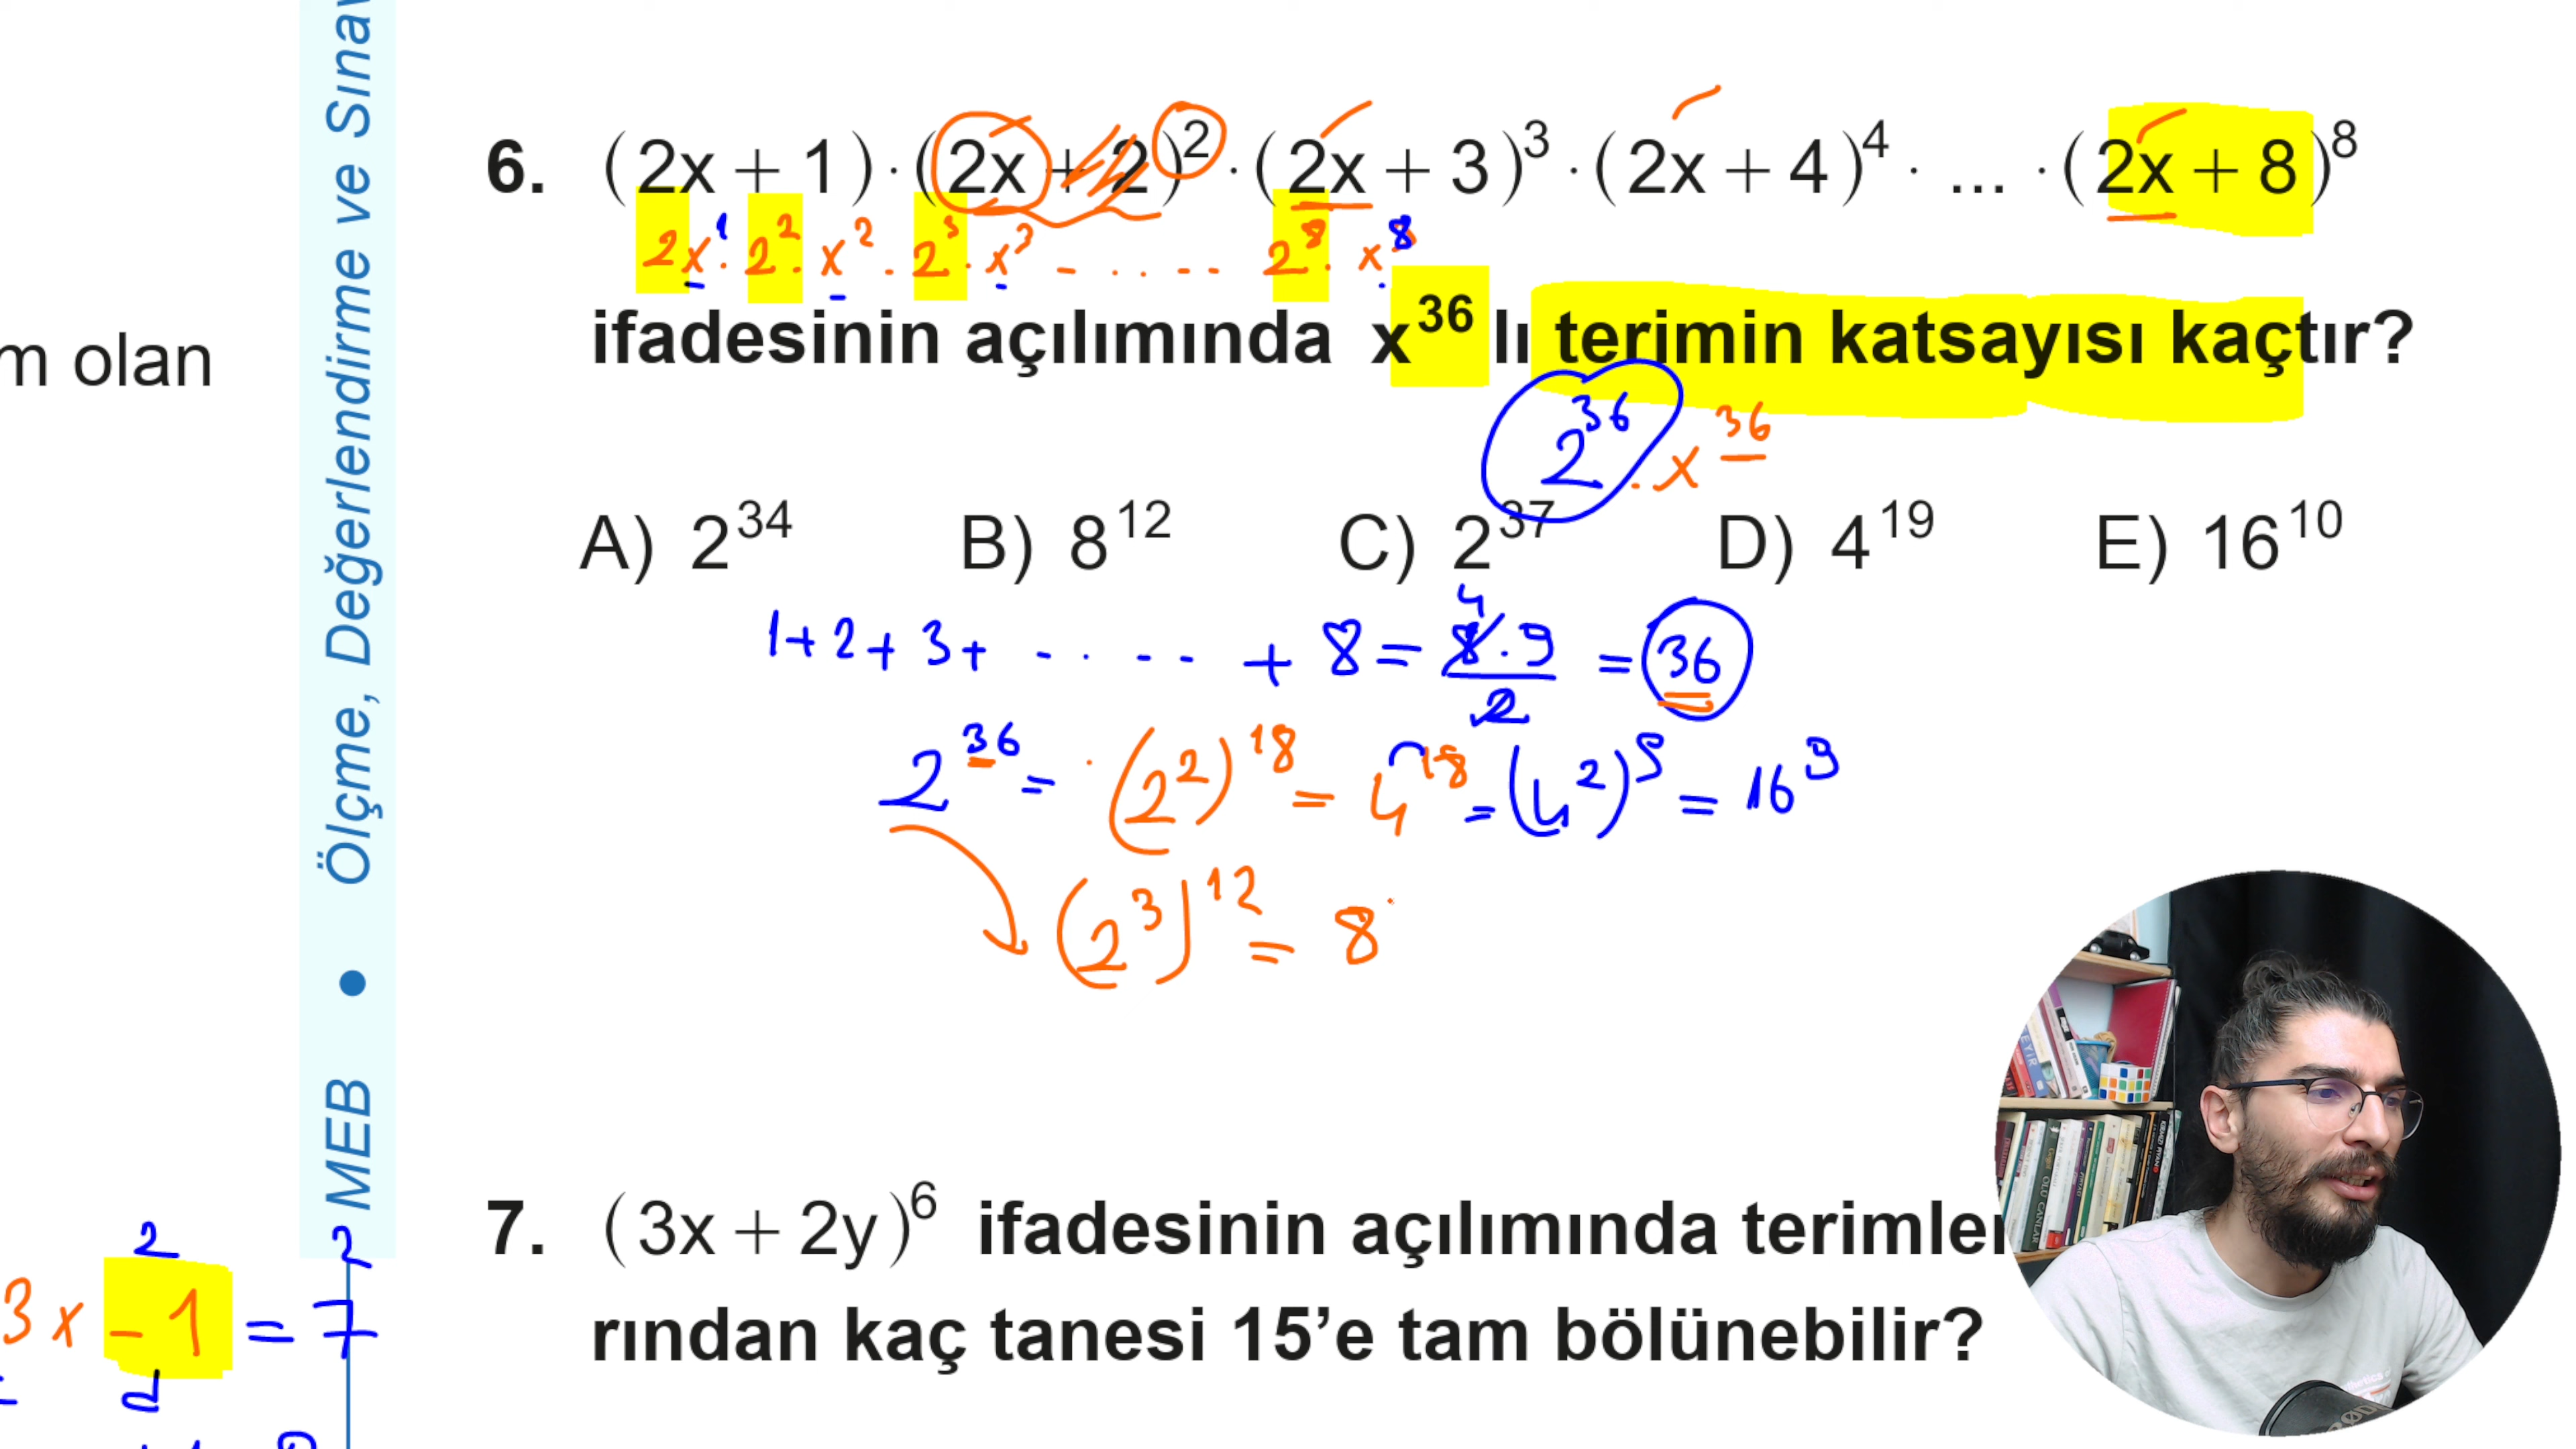 m olan
MEB • Ölçme, Değerlendirme ve Sınav
6. (2x + 1) · (2x + 2)² · (2x + 3)³ · (2x + 4)⁴ · ... · (2x + 8)⁸
2x¹ · 2² · x² · 2³ · x³ - . . . - - 2⁸ · x⁸
ifadesinin açılımında x³⁶ lı terimin katsayısı kaçtır?
2³⁶ · x³⁶
A) 2³⁴ B) 8¹² C) 2³⁷ D) 4¹⁹ E) 16¹⁰
1 + 2 + 3 + - . - - + 8 = 8·9/2 = 36
4
2³⁶ = (2²)¹⁸ = 4¹⁸ = (4²)⁹ = 16⁹
(2³)¹² = 8
7. (3x + 2y)⁶ ifadesinin açılımında terimler
rından kaç tanesi 15’e tam bölünebilir?
2 2
3x - 1 = 7